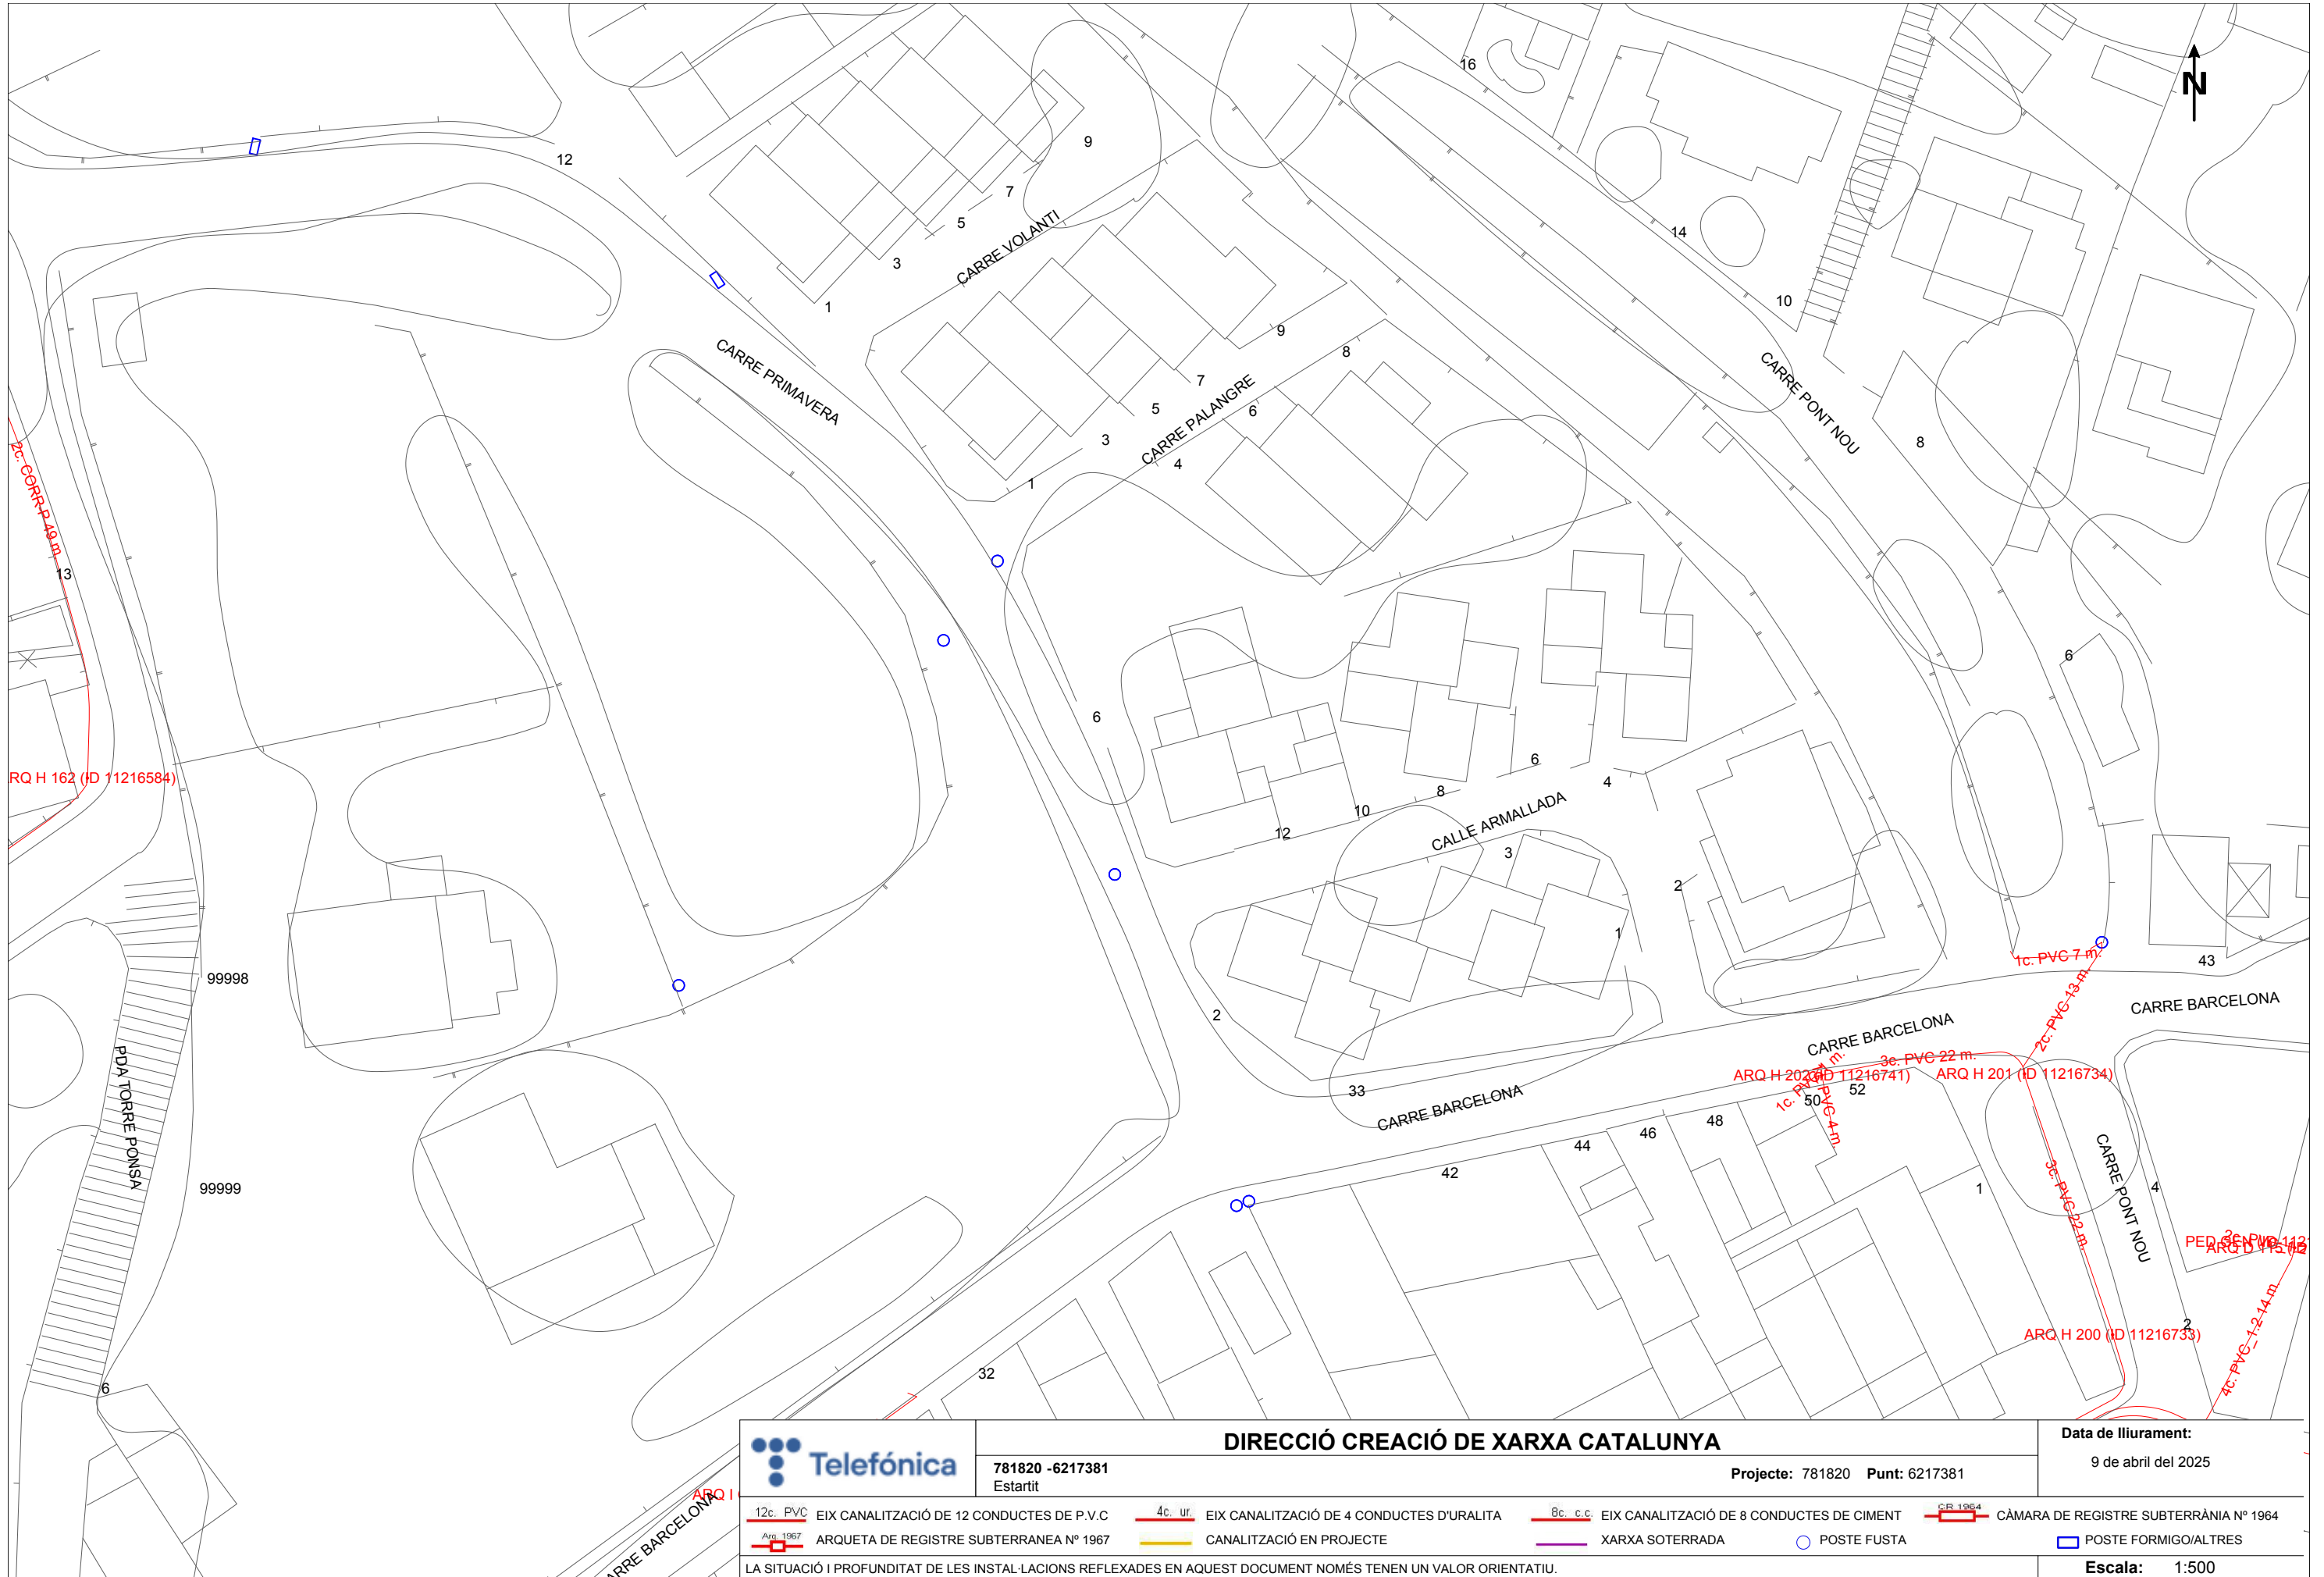 16
N
12
9
7
5
CARRE VOLANTI
3
14
1
10
9
CARRE PRIMAVERA
8
CARRE PONT NOU
7
CARRE PALANGRE
6
5
3
4
8
1
2c. CORR-P 49 m.
13
6
6
RQ H 162 (ID 11216584)
6
4
8
10
12
CALLE ARMALLADA
3
2
1
1c. PVC 7 m.
43
99998
2c. PVC 13 m.
CARRE BARCELONA
2
CARRE BARCELONA
3c. PVC 22 m.
ARQ H 202 (ID 11216741)
ARQ H 201 (ID 11216734)
33
CARRE BARCELONA
50
52
PVC 4 m.
48
46
44
42
PDA TORRE PONSA
99999
1
3c. PVC 22 m.
CARRE PONT NOU
4
ARQ H 200 (ID 11216733)
2
4c. PVC_1.2 14 m.
32
6
ARQ I
ARRE BARCELONA
Telefónica
DIRECCIÓ CREACIÓ DE XARXA CATALUNYA
781820 -6217381
Estartit
Projecte: 781820 Punt: 6217381
Data de lliurament:
9 de abril del 2025
12c. PVC EIX CANALITZACIÓ DE 12 CONDUCTES DE P.V.C
4c. ur. EIX CANALITZACIÓ DE 4 CONDUCTES D'URALITA
8c. c.c. EIX CANALITZACIÓ DE 8 CONDUCTES DE CIMENT
C.R. 1964 CÀMARA DE REGISTRE SUBTERRÀNIA Nº 1964
Arq. 1967 ARQUETA DE REGISTRE SUBTERRANEA Nº 1967
CANALITZACIÓ EN PROJECTE
XARXA SOTERRADA
POSTE FUSTA
POSTE FORMIGO/ALTRES
LA SITUACIÓ I PROFUNDITAT DE LES INSTAL·LACIONS REFLEXADES EN AQUEST DOCUMENT NOMÉS TENEN UN VALOR ORIENTATIU.
Escala: 1:500